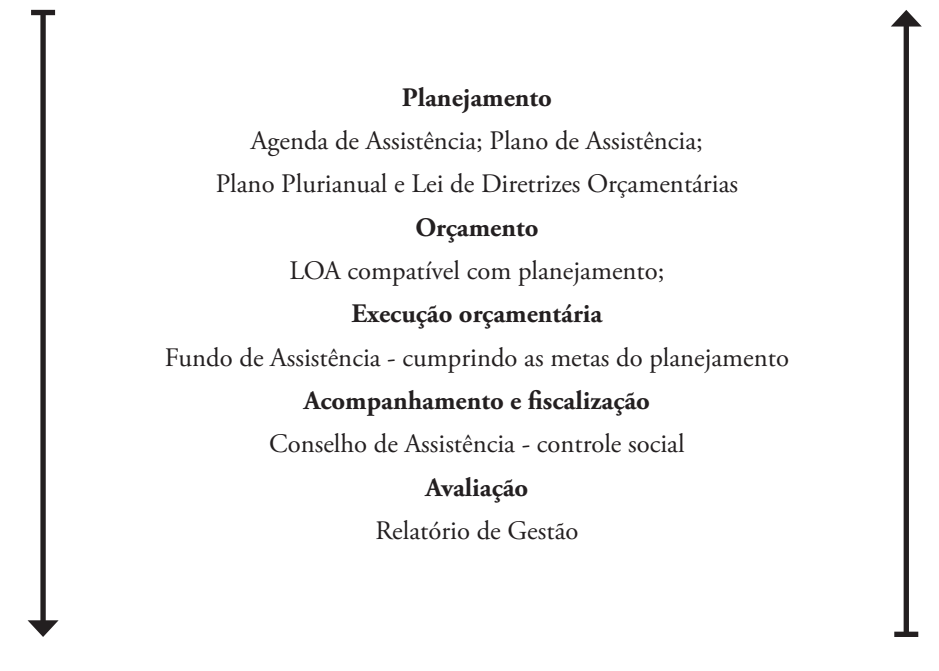 Planejamento
Agenda de Assistência; Plano de Assistência;
Plano Plurianual e Lei de Diretrizes Orçamentárias
Orçamento
LOA compatível com planejamento;
Execução orçamentária
Fundo de Assistência - cumprindo as metas do planejamento
Acompanhamento e fiscalização
Conselho de Assistência - controle social
Avaliação
Relatório de Gestão